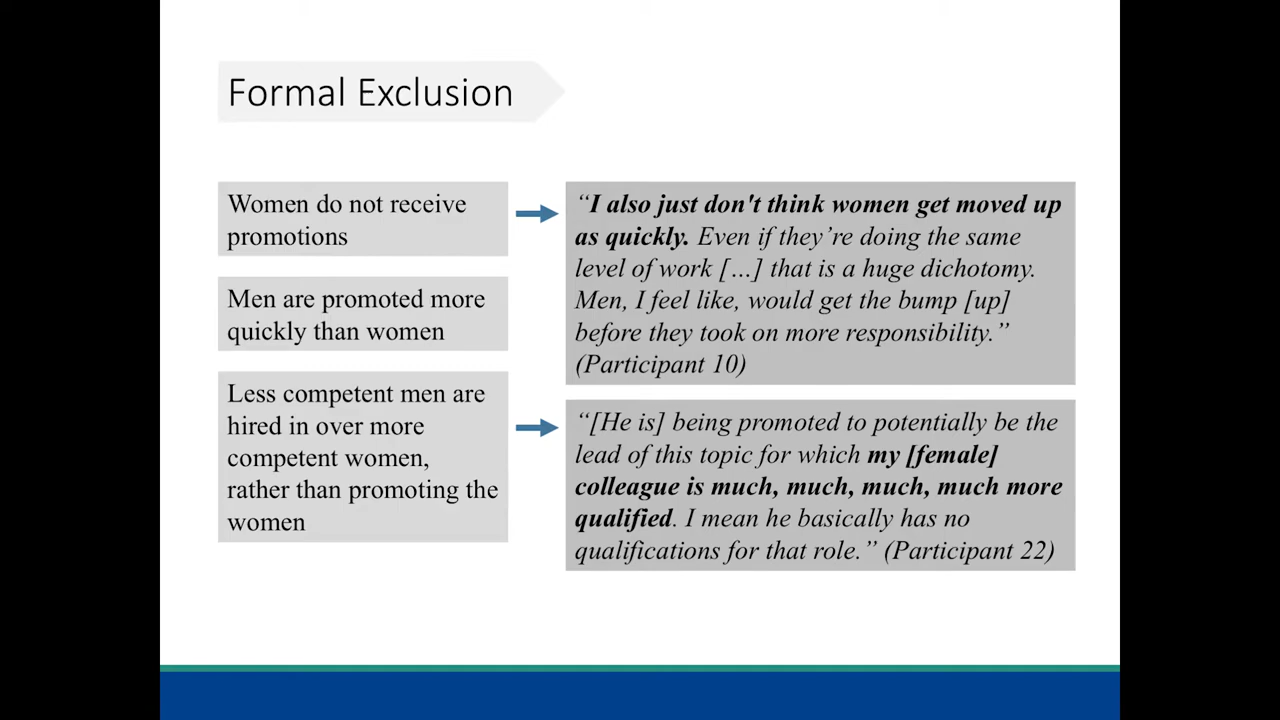 Formal Exclusion
Women do not receive
promotions
Men are promoted more
quickly than women
Less competent men are
hired in over more
competent women,
rather than promoting the
women
“I also just don't think women get moved up
as quickly. Even if they’re doing the same
level of work […] that is a huge dichotomy.
Men, I feel like, would get the bump [up]
before they took on more responsibility.”
(Participant 10)
“[He is] being promoted to potentially be the
lead of this topic for which my [female]
colleague is much, much, much, much more
qualified. I mean he basically has no
qualifications for that role.” (Participant 22)